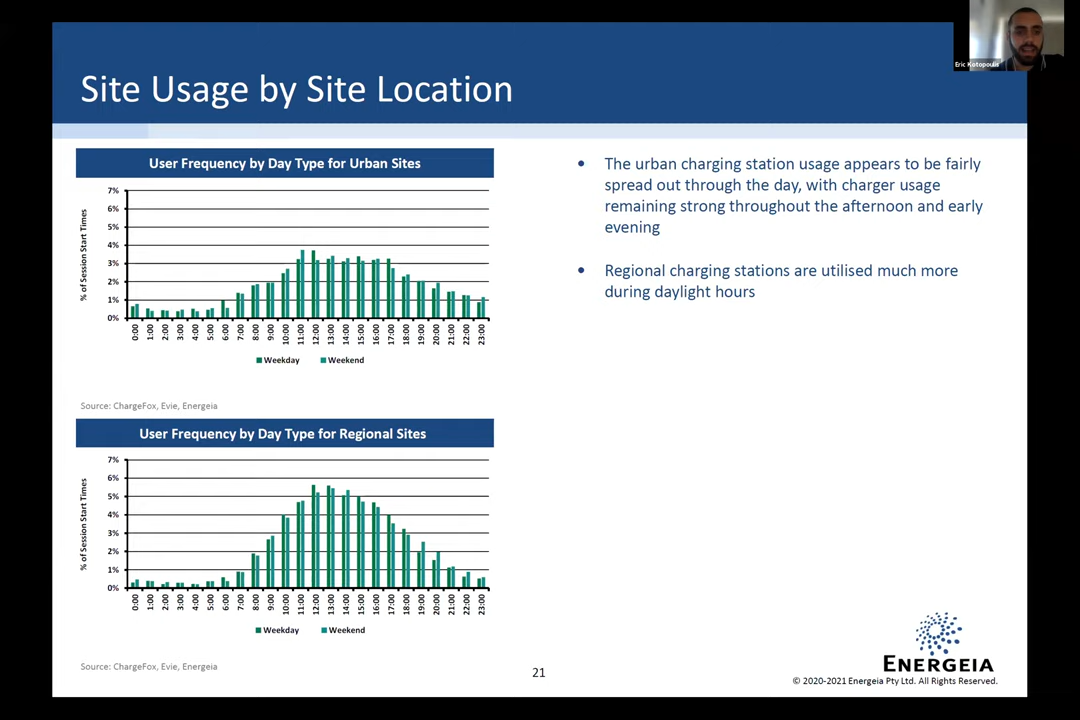 Eric Kotopoulis
Site Usage by Site Location
User Frequency by Day Type for Urban Sites
% of Session Start Times
7%
6%
5%
4%
3%
2%
1%
0%
0:00 1:00 2:00 3:00 4:00 5:00 6:00 7:00 8:00 9:00 10:00 11:00 12:00 13:00 14:00 15:00 16:00 17:00 18:00 19:00 20:00 21:00 22:00 23:00
Weekday Weekend
Source: ChargeFox, Evie, Energeia
User Frequency by Day Type for Regional Sites
% of Session Start Times
7%
6%
5%
4%
3%
2%
1%
0%
0:00 1:00 2:00 3:00 4:00 5:00 6:00 7:00 8:00 9:00 10:00 11:00 12:00 13:00 14:00 15:00 16:00 17:00 18:00 19:00 20:00 21:00 22:00 23:00
Weekday Weekend
Source: ChargeFox, Evie, Energeia
• The urban charging station usage appears to be fairly
spread out through the day, with charger usage
remaining strong throughout the afternoon and early
evening
• Regional charging stations are utilised much more
during daylight hours
21
ENERGEIA
© 2020-2021 Energeia Pty Ltd. All Rights Reserved.